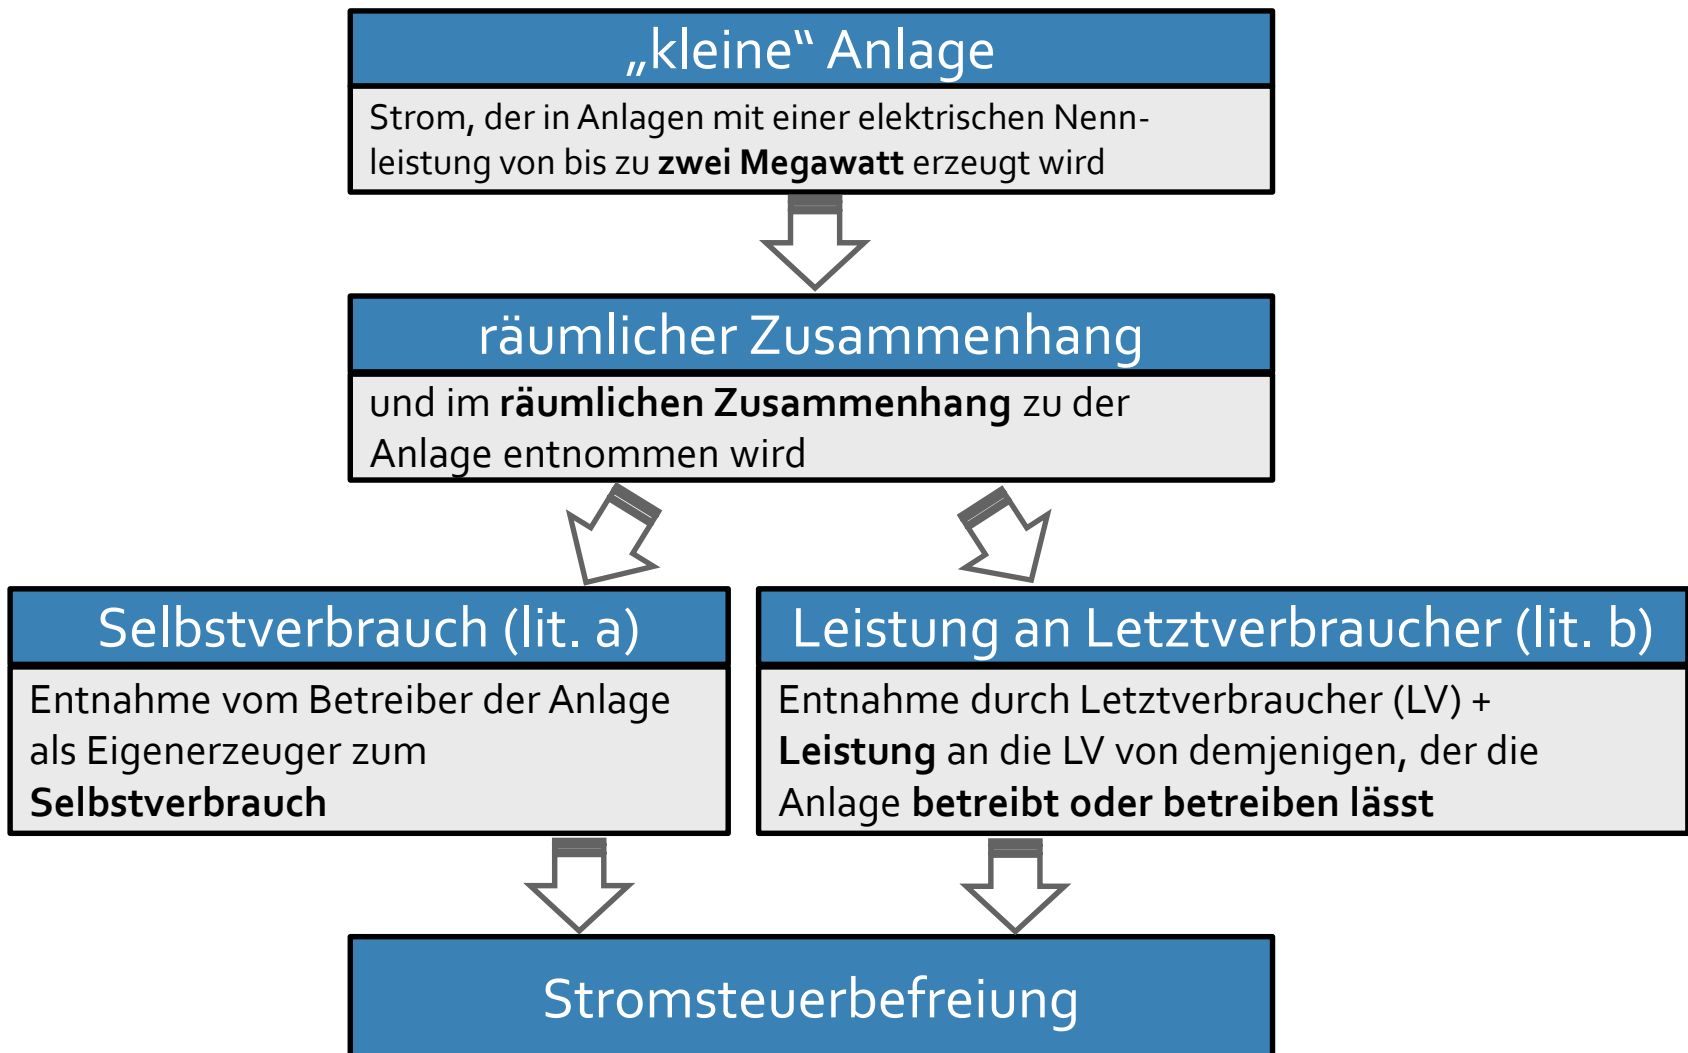 „kleine“ Anlage
Strom, der in Anlagen mit einer elektrischen Nenn-
leistung von bis zu zwei Megawatt erzeugt wird
räumlicher Zusammenhang
und im räumlichen Zusammenhang zu der
Anlage entnommen wird
Selbstverbrauch (lit. a)
Entnahme vom Betreiber der Anlage
als Eigenerzeuger zum
Selbstverbrauch
Leistung an Letztverbraucher (lit. b)
Entnahme durch Letztverbraucher (LV) +
Leistung an die LV von demjenigen, der die
Anlage betreibt oder betreiben lässt
Stromsteuerbefreiung